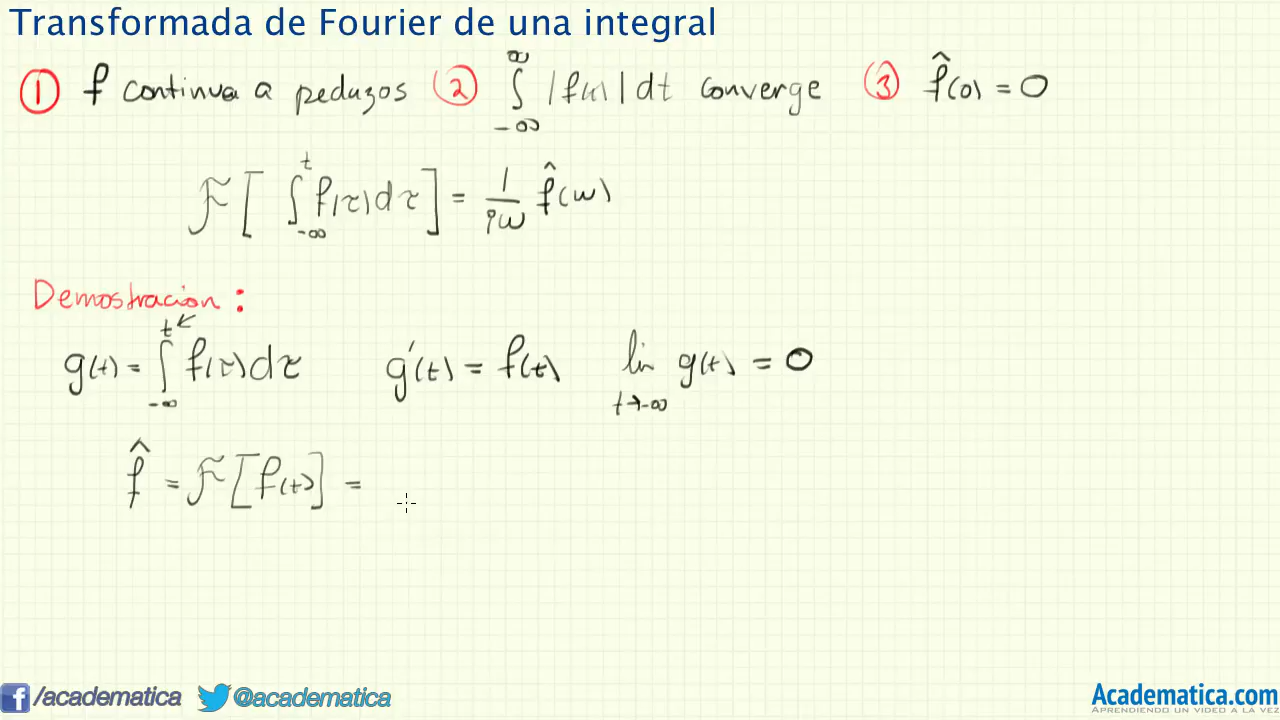 Transformada de Fourier de una integral
① f continua a pedazos ② ∫_{-∞}^{∞} |f(t)| dt converge ③ f̂(0) = 0
ℱ[ ∫_{-∞}^{t} f(τ)dτ ] = 1/(iω) f̂(ω)
Demostracion :
g(t) = ∫_{-∞}^{t} f(τ)dτ g'(t) = f(t) lim_{t→-∞} g(t) = 0
f̂ = ℱ[f(t)] =
/academatica @academatica
Academatica.com
APRENDIENDO UN VIDEO A LA VEZ